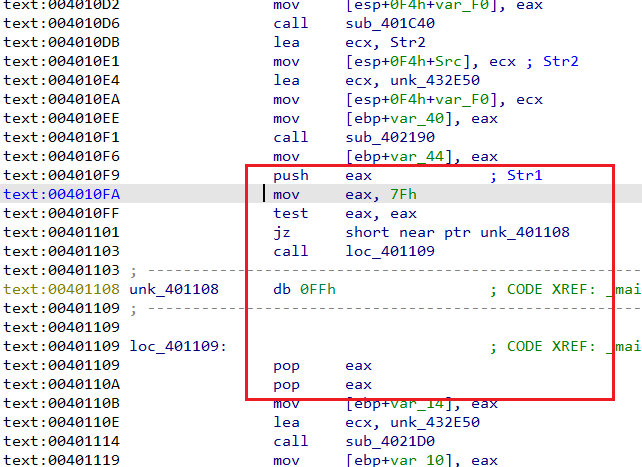 text:004010D2 mov [esp+0F4h+var_F0], eax
text:004010D6 call sub_401C40
text:004010DB lea ecx, Str2
text:004010E1 mov [esp+0F4h+Src], ecx ; Str2
text:004010E4 lea ecx, unk_432E50
text:004010EA mov [esp+0F4h+var_F0], ecx
text:004010EE mov [ebp+var_40], eax
text:004010F1 call sub_402190
text:004010F6 mov [ebp+var_44], eax
text:004010F9 push eax ; Str1
text:004010FA mov eax, 7Fh
text:004010FF test eax, eax
text:00401101 jz short near ptr unk_401108
text:00401103 call loc_401109
text:00401103 ; ---------------------------------------------------------------
text:00401108 unk_401108 db 0FFh ; CODE XREF: _mai
text:00401109 ; ---------------------------------------------------------------
text:00401109
text:00401109 loc_401109: ; CODE XREF: _mai
text:00401109 pop eax
text:0040110A pop eax
text:0040110B mov [ebp+var_14], eax
text:0040110E lea ecx, unk_432E50
text:00401114 call sub_4021D0
text:00401119 mov [ebp+var_10], eax